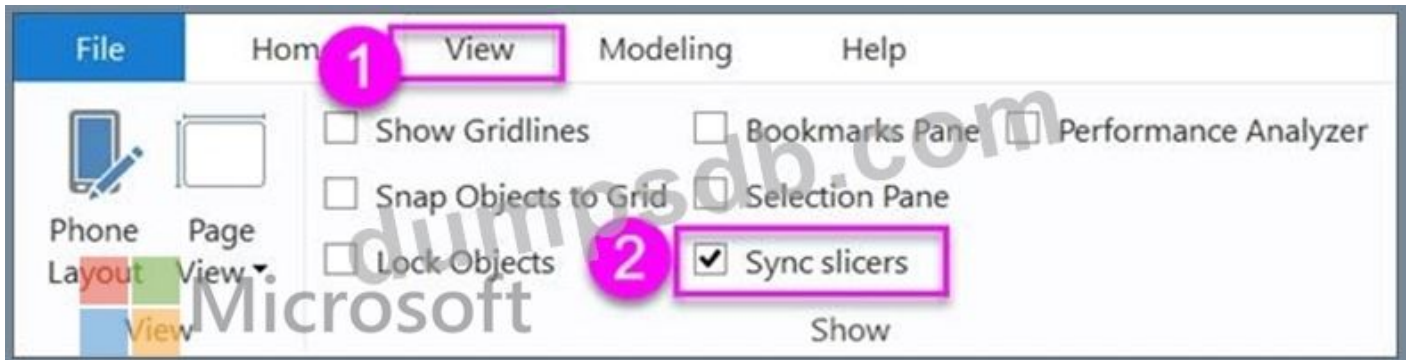 File Hom View Modeling Help
1
Show Gridlines Bookmarks Pane Performance Analyzer
Snap Objects to Grid Selection Pane
Lock Objects 2 Sync slicers
Phone Layout
Page View
View Show
dumpsdb.com
Microsoft